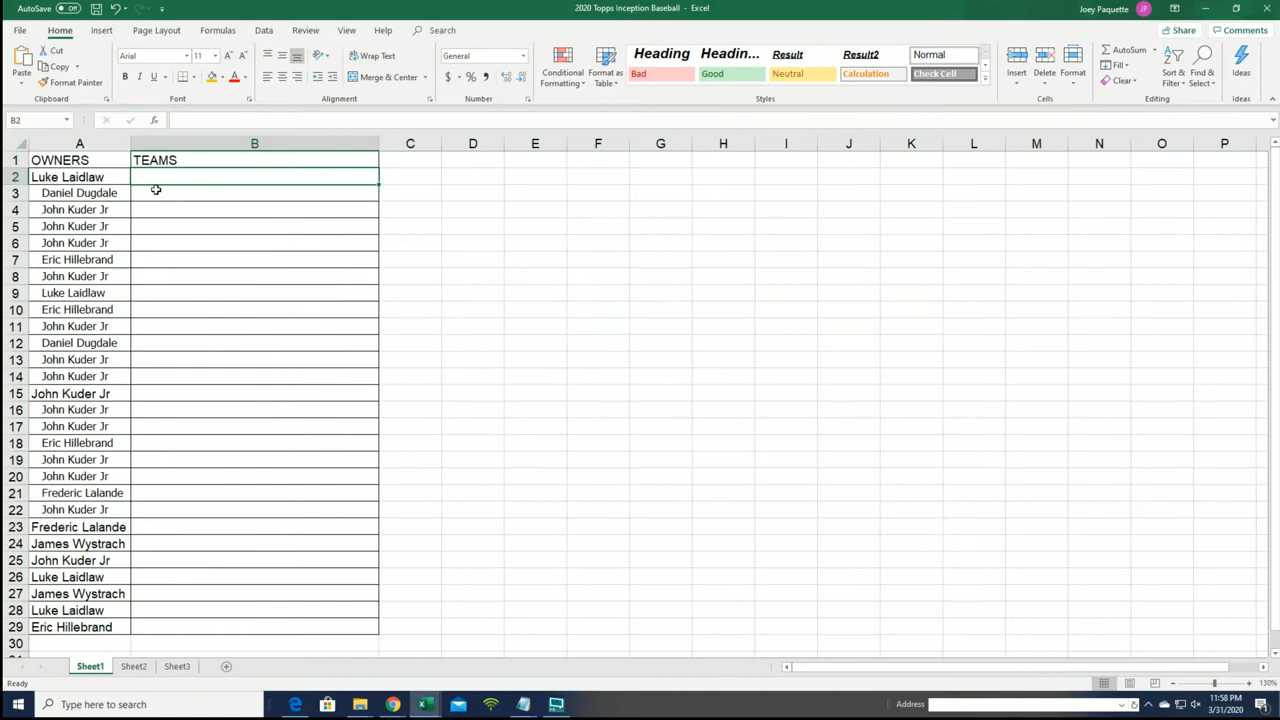 AutoSave Off 2020 Topps Inception Baseball - Excel Joey Paquette JP
File Home Insert Page Layout Formulas Data Review View Help Search Share Comments
Paste Cut Copy Format Painter Clipboard
Arial 11 B I U A A A Font
Wrap Text Merge & Center Alignment
General $ % , Number
Conditional Formatting Format as Table
Heading Headin... Result Result2 Normal
Bad Good Neutral Calculation Check Cell
Styles
Insert Delete Format Cells
AutoSum Fill Clear Sort & Filter Find & Select Editing
Ideas Ideas
B2 fx
A B C D E F G H I J K L M N O P
1 OWNERS TEAMS
2 Luke Laidlaw
3 Daniel Dugdale
4 John Kuder Jr
5 John Kuder Jr
6 John Kuder Jr
7 Eric Hillebrand
8 John Kuder Jr
9 Luke Laidlaw
10 Eric Hillebrand
11 John Kuder Jr
12 Daniel Dugdale
13 John Kuder Jr
14 John Kuder Jr
15 John Kuder Jr
16 John Kuder Jr
17 John Kuder Jr
18 Eric Hillebrand
19 John Kuder Jr
20 John Kuder Jr
21 Frederic Lalande
22 John Kuder Jr
23 Frederic Lalande
24 James Wystrach
25 John Kuder Jr
26 Luke Laidlaw
27 James Wystrach
28 Luke Laidlaw
29 Eric Hillebrand
30
Sheet1 Sheet2 Sheet3
Ready 130%
Type here to search Address 11:58 PM
3/31/2020